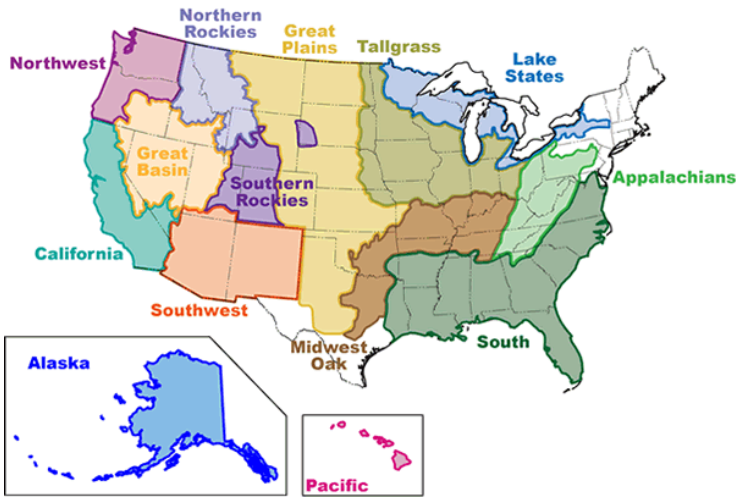 Northern
Rockies
Great
Plains
Tallgrass
Lake
States
Northwest
Great
Basin
Southern
Rockies
Appalachians
California
Southwest
Midwest
Oak
South
Alaska
Pacific